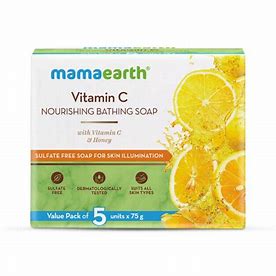 mamaearth®
Vitamin C
NOURISHING BATHING SOAP
with Vitamin C
& Honey
SULFATE FREE SOAP FOR SKIN ILLUMINATION
SULFATE
FREE
DERMATOLOGICALLY
TESTED
SUITS ALL
SKIN TYPES
Value Pack of 5 units x 75 g